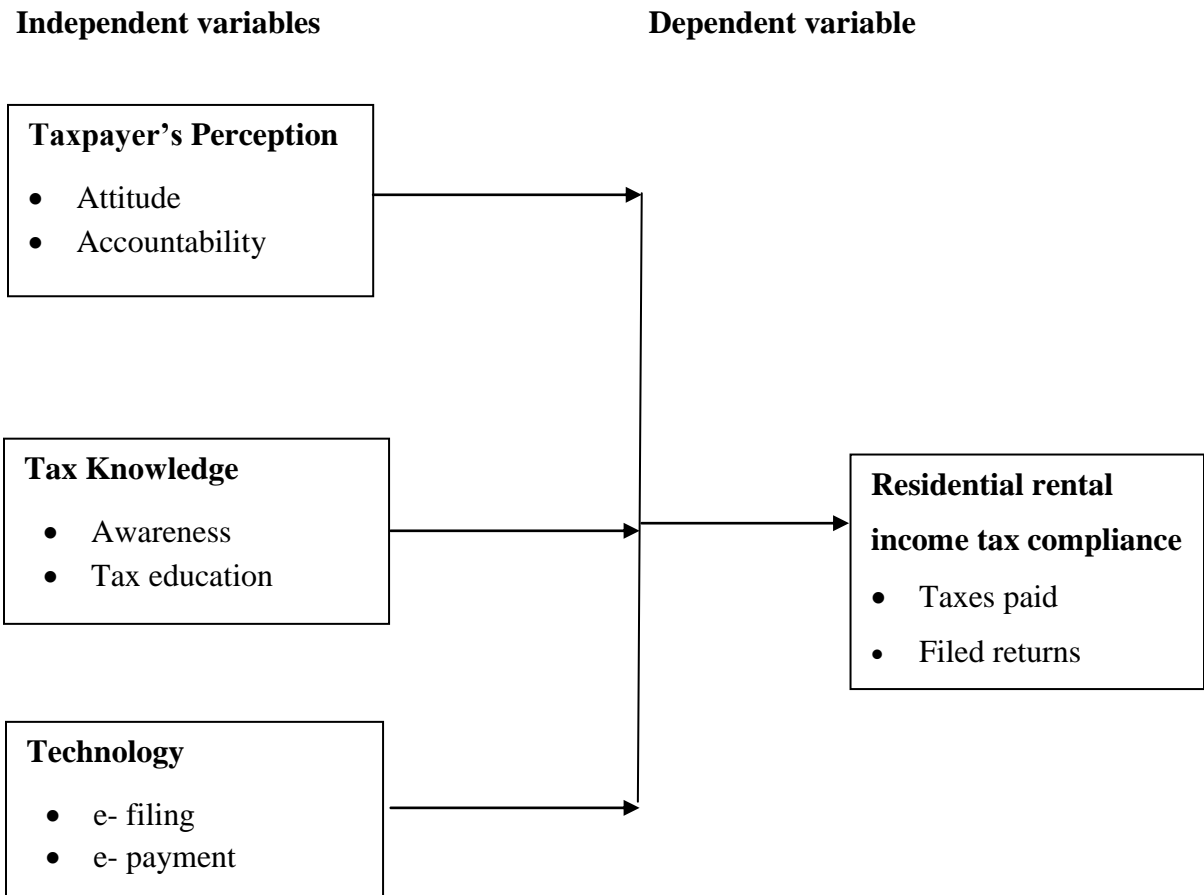 Independent variables
Dependent variable
Taxpayer’s Perception
• Attitude
• Accountability
Tax Knowledge
• Awareness
• Tax education
Technology
• e- filing
• e- payment
Residential rental
income tax compliance
• Taxes paid
• Filed returns